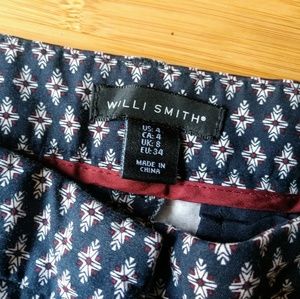 WILLI SMITH®
US: 4
CA: 4
UK: 8
EU: 34
MADE IN
CHINA